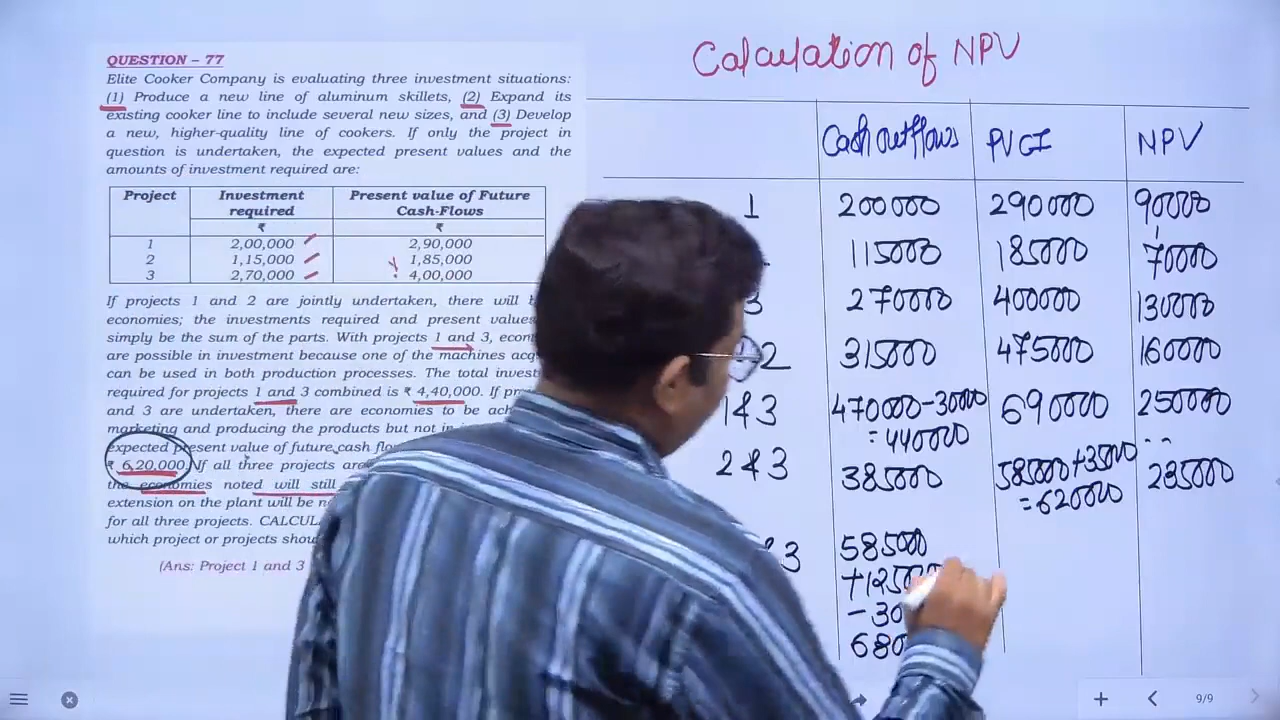 Calculation of NPV
QUESTION – 77
Elite Cooker Company is evaluating three investment situations:
(1) Produce a new line of aluminum skillets, (2) Expand its
existing cooker line to include several new sizes, and (3) Develop
a new, higher-quality line of cookers. If only the project in
question is undertaken, the expected present values and the
amounts of investment required are:
Project Investment required Present value of Future Cash-Flows
₹ ₹
1 2,00,000 2,90,000
2 1,15,000 1,85,000
3 2,70,000 4,00,000
If projects 1 and 2 are jointly undertaken, there will
economies; the investments required and present values
simply be the sum of the parts. With projects 1 and 3,
are possible in investment because one of the machines
can be used in both production processes. The total
required for projects 1 and 3 combined is ₹ 4,40,000. If
and 3 are undertaken, there are economies to be
marketing and producing the products but not in
expected present value of future cash
₹ 6,20,000. If all three projects are
the economies noted will still
extension on the plant will be
for all three projects.
which project or projects
(Ans: Project 1 and 3
Cash outflows PVCI NPV
1 200000 290000 90000
115000 185000 70000
3 270000 400000 130000
2 315000 475000 160000
1&3 470000-30000 690000 250000
=440000
2&3 385000 585000+35000 235000
=620000
3 585000
+125000
9/9